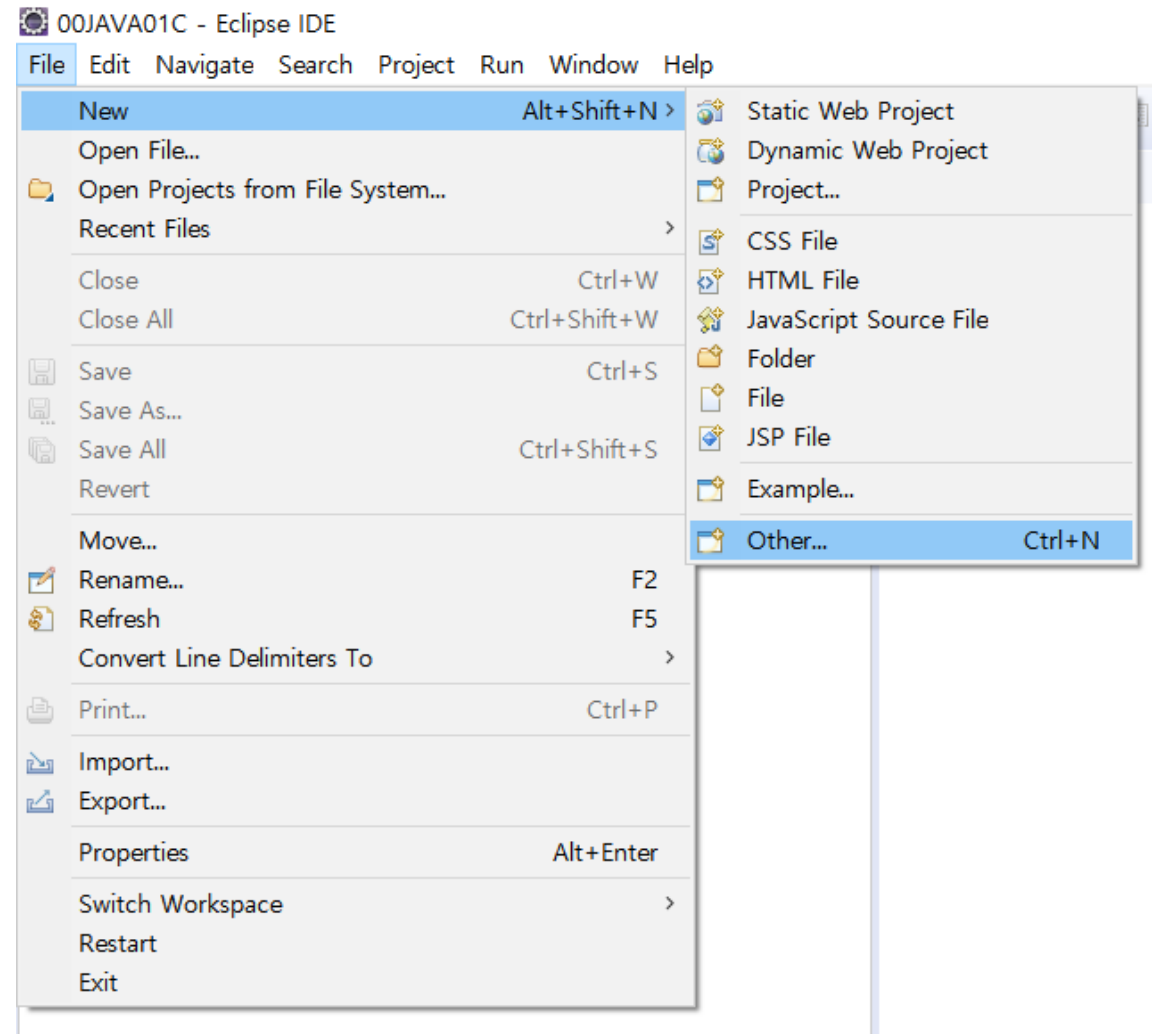 00JAVA01C - Eclipse IDE
File Edit Navigate Search Project Run Window Help
New Alt+Shift+N >
Open File...
Open Projects from File System...
Recent Files >
Close Ctrl+W
Close All Ctrl+Shift+W
Save Ctrl+S
Save As...
Save All Ctrl+Shift+S
Revert
Move...
Rename... F2
Refresh F5
Convert Line Delimiters To >
Print... Ctrl+P
Import...
Export...
Properties Alt+Enter
Switch Workspace >
Restart
Exit
Static Web Project
Dynamic Web Project
Project...
CSS File
HTML File
JavaScript Source File
Folder
File
JSP File
Example...
Other... Ctrl+N